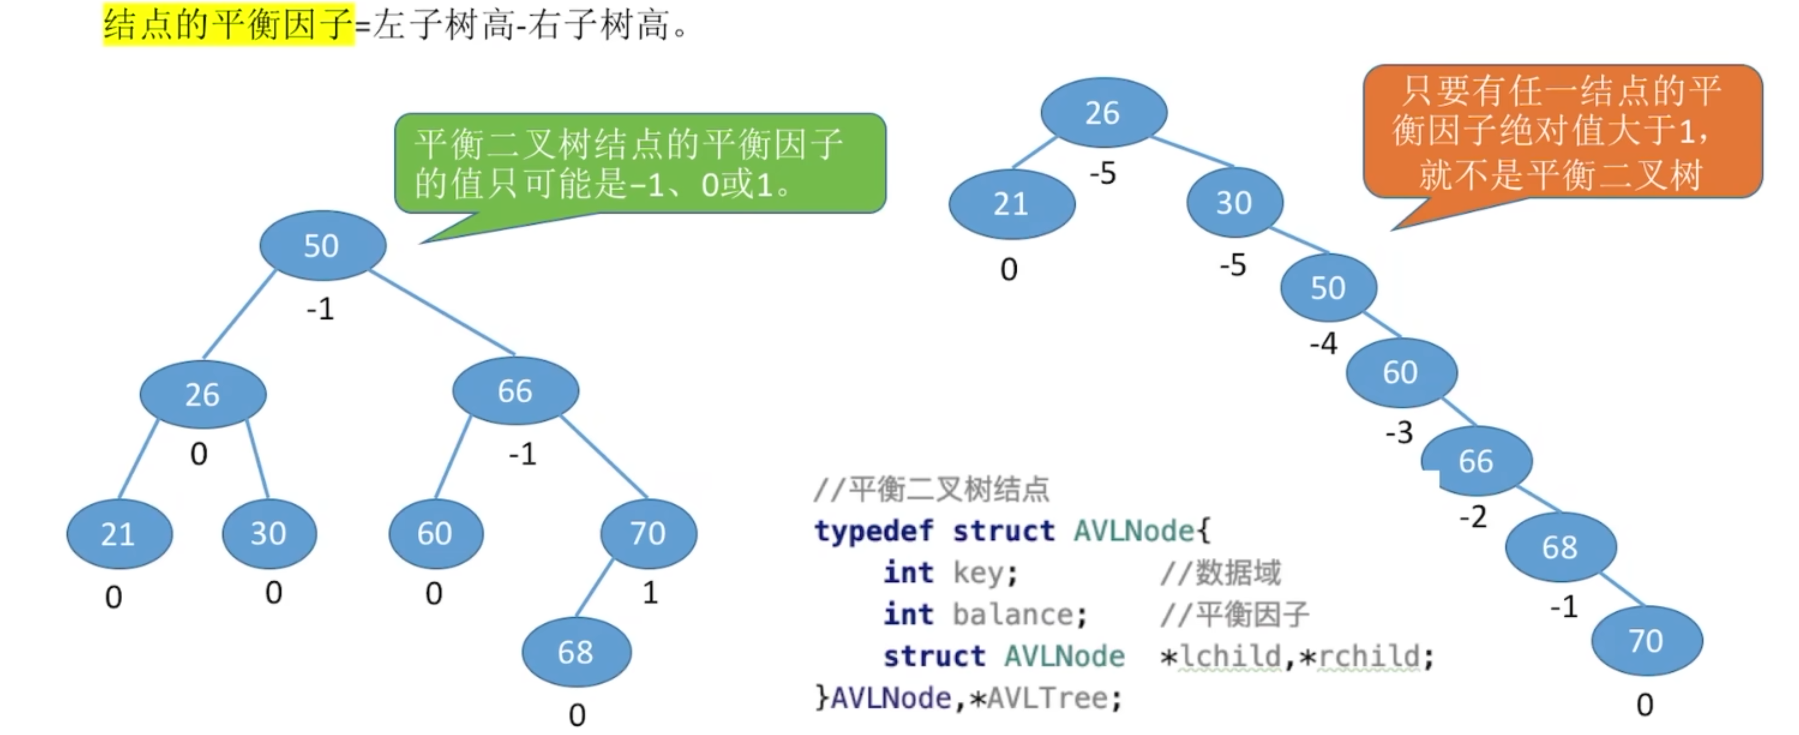 结点的平衡因子=左子树高-右子树高。
平衡二叉树结点的平衡因子
的值只可能是−1、0或1。
只要有任一结点的平
衡因子绝对值大于1，
就不是平衡二叉树
50
-1
26
66
0
-1
21
30
60
70
0
0
0
1
68
0
26
-5
21
30
0
-5
50
-4
60
-3
66
-2
68
-1
70
0
//平衡二叉树结点
typedef struct AVLNode{
int key; //数据域
int balance; //平衡因子
struct AVLNode *lchild,*rchild;
}AVLNode,*AVLTree;